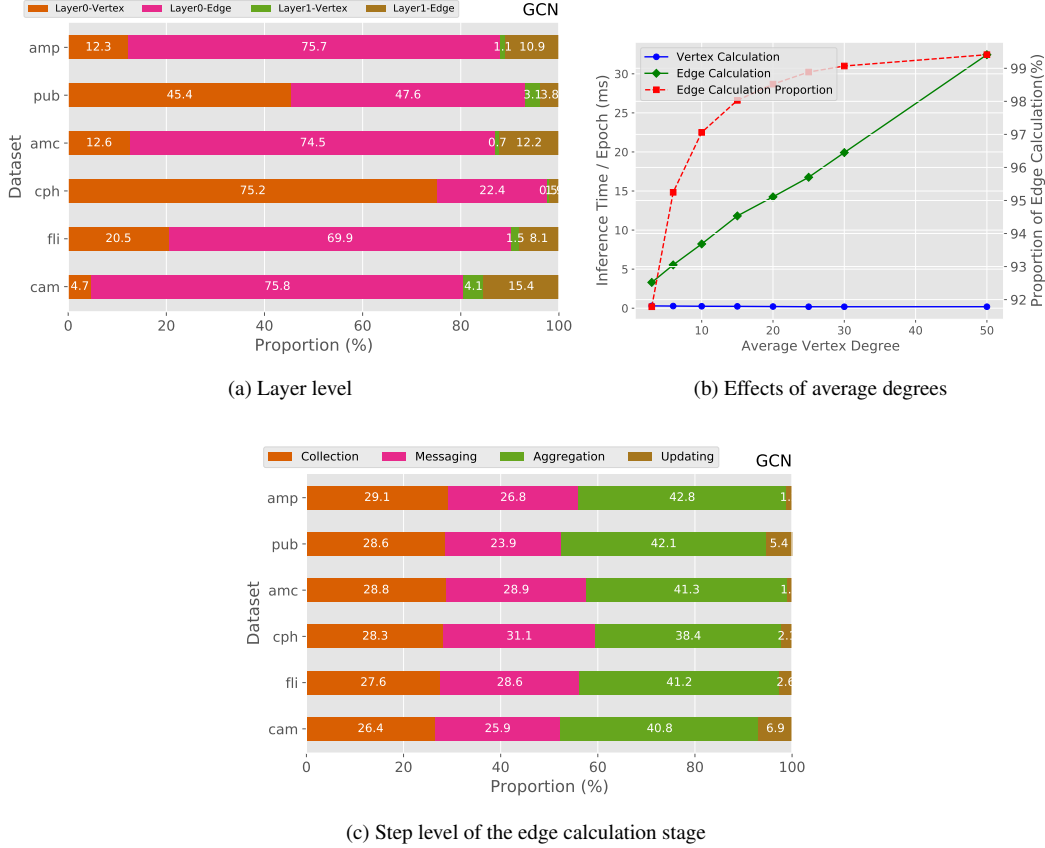 Layer0-Vertex Layer0-Edge Layer1-Vertex Layer1-Edge GCN
amp 12.3 75.7 1.1 10.9
pub 45.4 47.6 3.1 3.8
amc 12.6 74.5 0.7 12.2
cph 75.2 22.4
fli 20.5 69.9 1.5 8.1
cam 4.7 75.8 4.1 15.4
Dataset
0 20 40 60 80 100
Proportion (%)
(a) Layer level
Vertex Calculation
Edge Calculation
Edge Calculation Proportion
Inference Time / Epoch (ms)
30
25
20
15
10
5
0
99
98
97
96
95
94
93
92
Proportion of Edge Calculation(%)
10 20 30 40 50
Average Vertex Degree
(b) Effects of average degrees
Collection Messaging Aggregation Updating GCN
amp 29.1 26.8 42.8 1.
pub 28.6 23.9 42.1 5.4
amc 28.8 28.9 41.3 1.
cph 28.3 31.1 38.4
fli 27.6 28.6 41.2 2.6
cam 26.4 25.9 40.8 6.9
Dataset
0 20 40 60 80 100
Proportion (%)
(c) Step level of the edge calculation stage